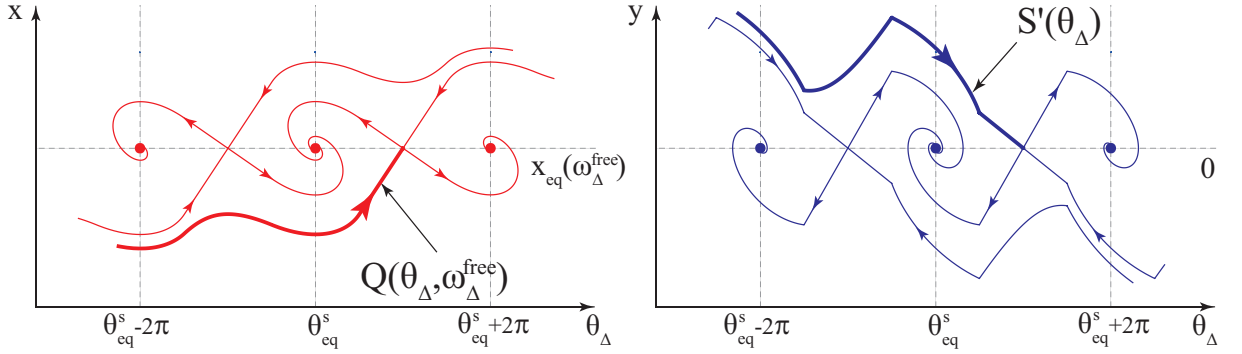 x
x_eq(ω_Δ^free)
Q(θ_Δ,ω_Δ^free)
θ_eq^s-2π
θ_eq^s
θ_eq^s+2π
θ_Δ
y
S'(θ_Δ)
0
θ_eq^s-2π
θ_eq^s
θ_eq^s+2π
θ_Δ